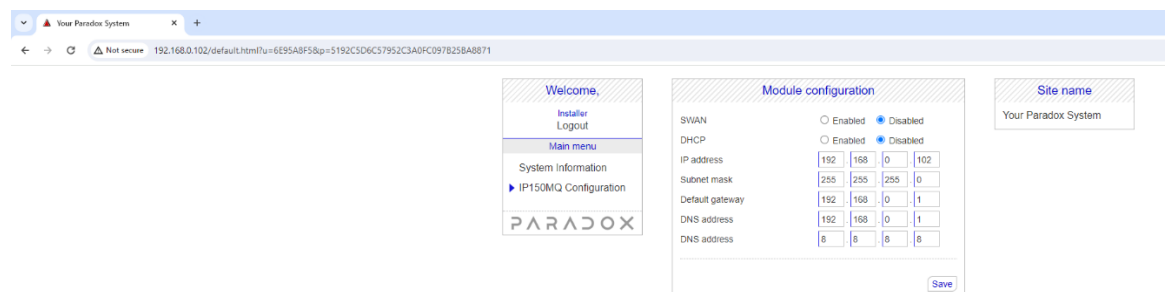 Your Paradox System
Not secure 192.168.0.102/default.html?u=6E95A8F5&p=5192C5D6C57952C3A0FC097B25BA8871
Welcome,
Installer
Logout
Main menu
System Information
IP150MQ Configuration
PARADOX
Module configuration
SWAN Enabled Disabled
DHCP Enabled Disabled
IP address 192 . 168 . 0 . 102
Subnet mask 255 . 255 . 255 . 0
Default gateway 192 . 168 . 0 . 1
DNS address 192 . 168 . 0 . 1
DNS address 8 . 8 . 8 . 8
Save
Site name
Your Paradox System